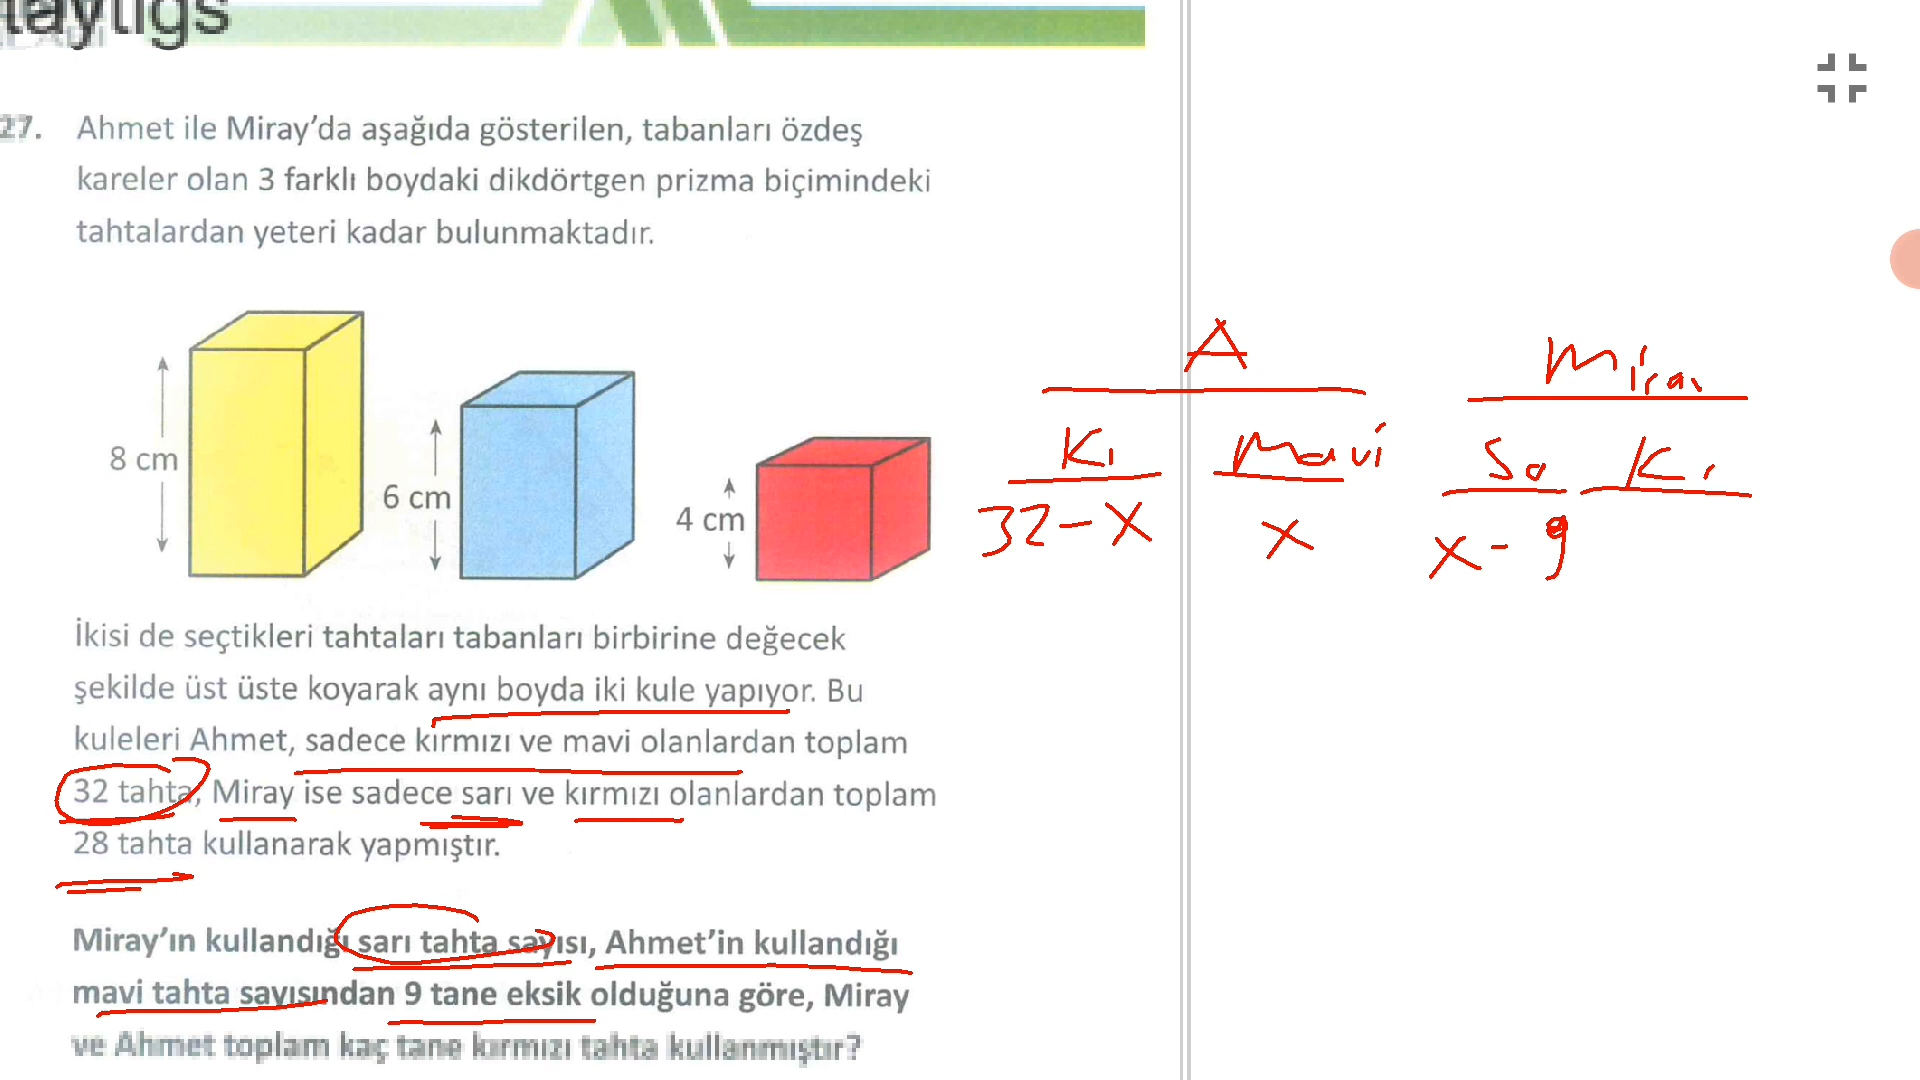 27. Ahmet ile Miray'da aşağıda gösterilen, tabanları özdeş
kareler olan 3 farklı boydaki dikdörtgen prizma biçimindeki
tahtalardan yeteri kadar bulunmaktadır.
8 cm
6 cm
4 cm
İkisi de seçtikleri tahtaları tabanları birbirine değecek
şekilde üst üste koyarak aynı boyda iki kule yapıyor. Bu
kuleleri Ahmet, sadece kırmızı ve mavi olanlardan toplam
32 tahta, Miray ise sadece sarı ve kırmızı olanlardan toplam
28 tahta kullanarak yapmıştır.
Miray'ın kullandığı sarı tahta sayısı, Ahmet'in kullandığı
mavi tahta sayısından 9 tane eksik olduğuna göre, Miray
ve Ahmet toplam kaç tane kırmızı tahta kullanmıştır?
A
Kı Mavi
32-x x
Mira
Sa Kı
x-9